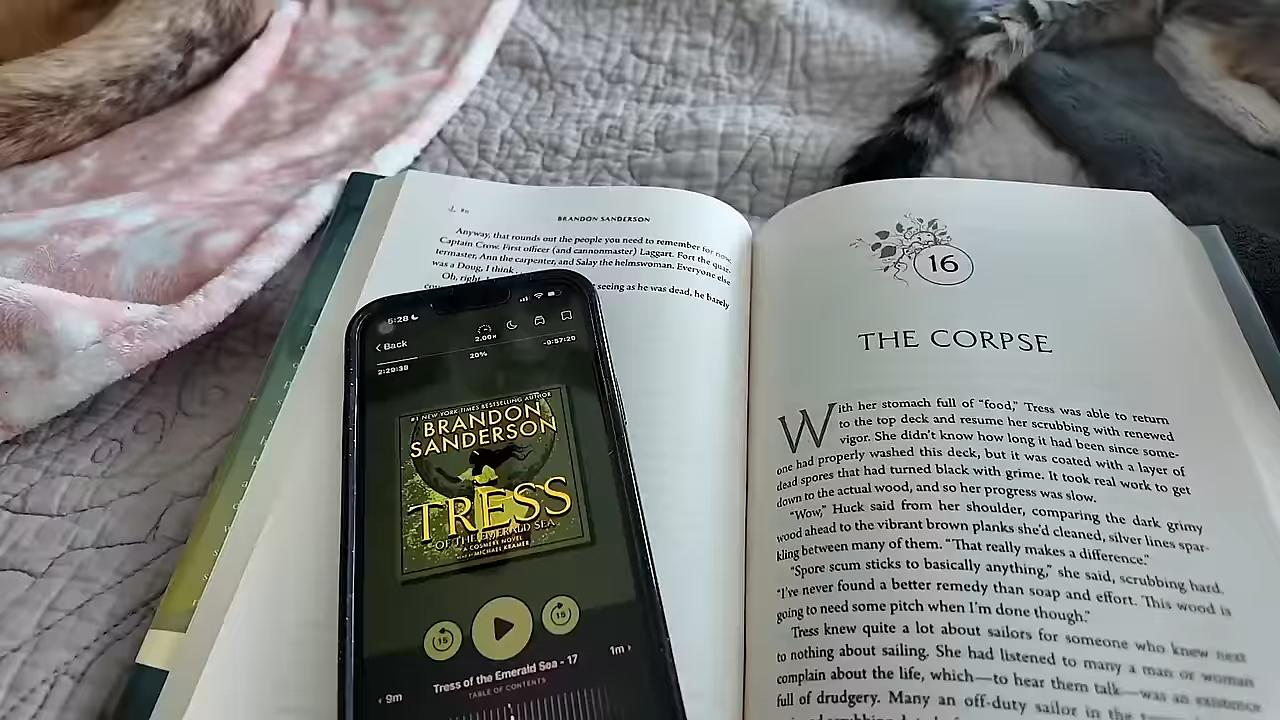 BRANDON SANDERSON
Anyway, that rounds out the people you need to remember for now.
Captain Crow. First officer (and cannonmaster) Laggart. Fort the quar-
termaster, Ann the carpenter, and Salay the helmswoman. Everyone else
was a Doug, I think.
Oh, right.
seeing as he was dead, he barely
5:28
Back
2.00×
2:29:38
20%
-9:57:20
#1 NEW YORK TIMES BESTSELLING AUTHOR
BRANDON
SANDERSON
TRESS
OF THE EMERALD SEA
A COSMERE NOVEL
READ BY MICHAEL KRAMER
15
15
Tress of the Emerald Sea - 17
TABLE OF CONTENTS
9m
1m
16
THE CORPSE
With her stomach full of “food,” Tress was able to return
to the top deck and resume her scrubbing with renewed
vigor. She didn’t know how long it had been since some-
one had properly washed this deck, but it was coated with a layer of
dead spores that had turned black with grime. It took real work to get
down to the actual wood, and so her progress was slow.
“Wow,” Huck said from her shoulder, comparing the dark grimy
wood ahead to the vibrant brown planks she’d cleaned, silver lines spar-
kling between many of them. “That really makes a difference.”
“Spore scum sticks to basically anything,” she said, scrubbing hard.
“I’ve never found a better remedy than soap and effort. This wood is
going to need some pitch when I’m done though.”
Tress knew quite a lot about sailors for someone who knew next
to nothing about sailing. She had listened to many a man or woman
complain about the life, which—to hear them talk—was an existence
full of drudgery. Many an off-duty sailor in the